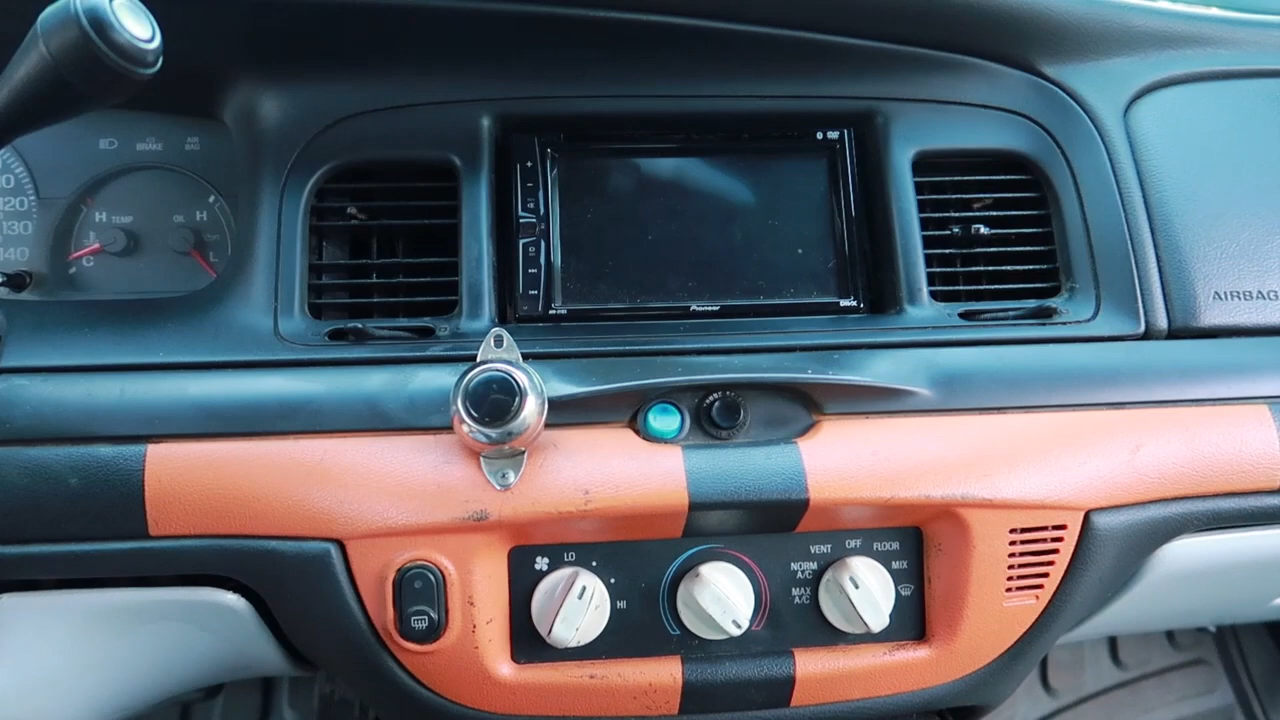 BRAKE
AIR
BAG
120
130
140
H TEMP
C
OIL H
L
Pioneer
DIVX
AIRBAG
LO
HI
VENT OFF FLOOR
NORM
A/C
MIX
MAX
A/C